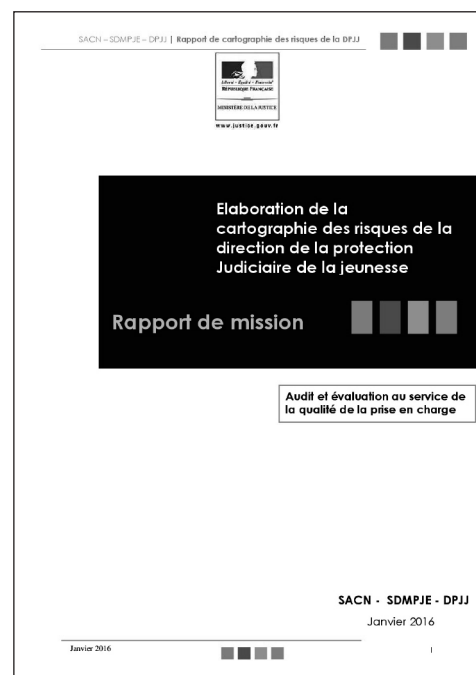 SACN – SDMPJE – DPJJ | Rapport de cartographie des risques de la DPJJ
Liberté • Égalité • Fraternité
RÉPUBLIQUE FRANÇAISE
MINISTÈRE DE LA JUSTICE
www.justice.gouv.fr
Elaboration de la
cartographie des risques de la
direction de la protection
Judiciaire de la jeunesse
Rapport de mission
Audit et évaluation au service de
la qualité de la prise en charge
SACN - SDMPJE - DPJJ
Janvier 2016
Janvier 2016 1